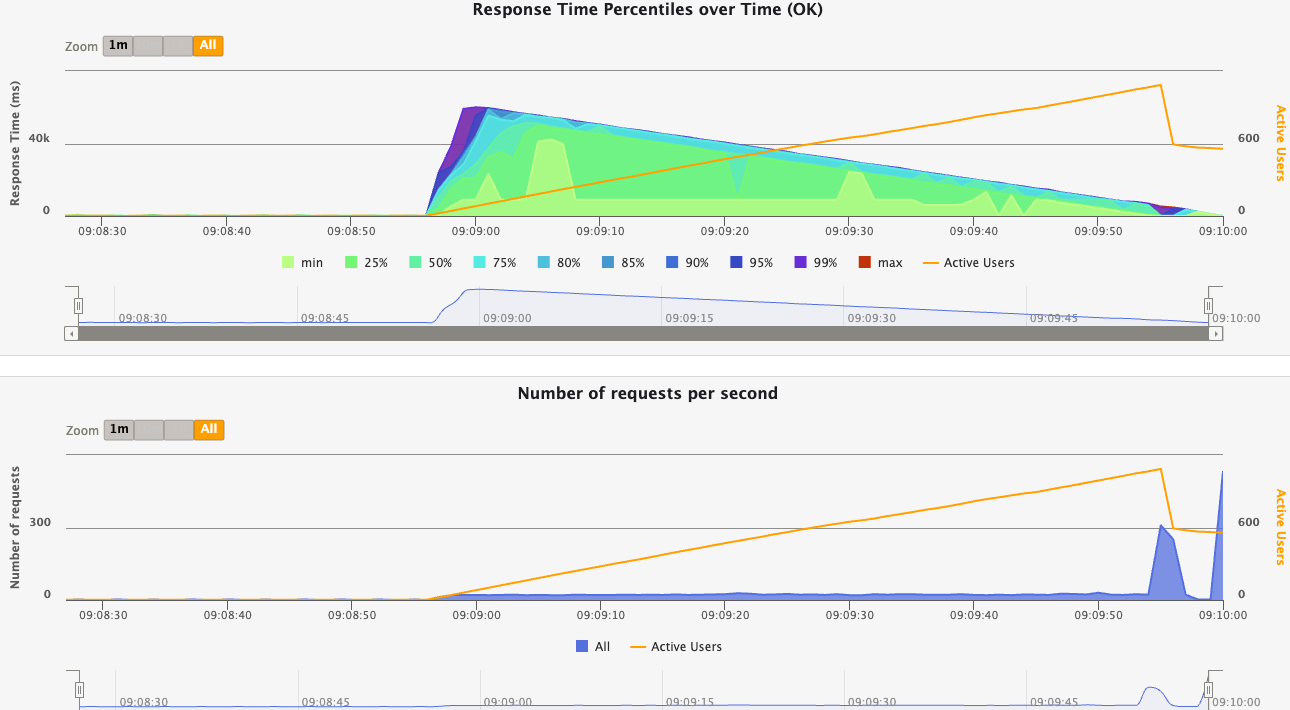 Response Time Percentiles over Time (OK)
Zoom 1m All
Response Time (ms)
40k
0
Active Users
600
0
09:08:30 09:08:40 09:08:50 09:09:00 09:09:10 09:09:20 09:09:30 09:09:40 09:09:50 09:10:00
min 25% 50% 75% 80% 85% 90% 95% 99% max Active Users
09:08:30 09:08:45 09:09:00 09:09:15 09:09:30 09:09:45 09:10:00
Number of requests per second
Zoom 1m All
Number of requests
300
0
Active Users
600
0
09:08:30 09:08:40 09:08:50 09:09:00 09:09:10 09:09:20 09:09:30 09:09:40 09:09:50 09:10:00
All Active Users
09:08:30 09:08:45 09:09:00 09:09:15 09:09:30 09:09:45 09:10:00